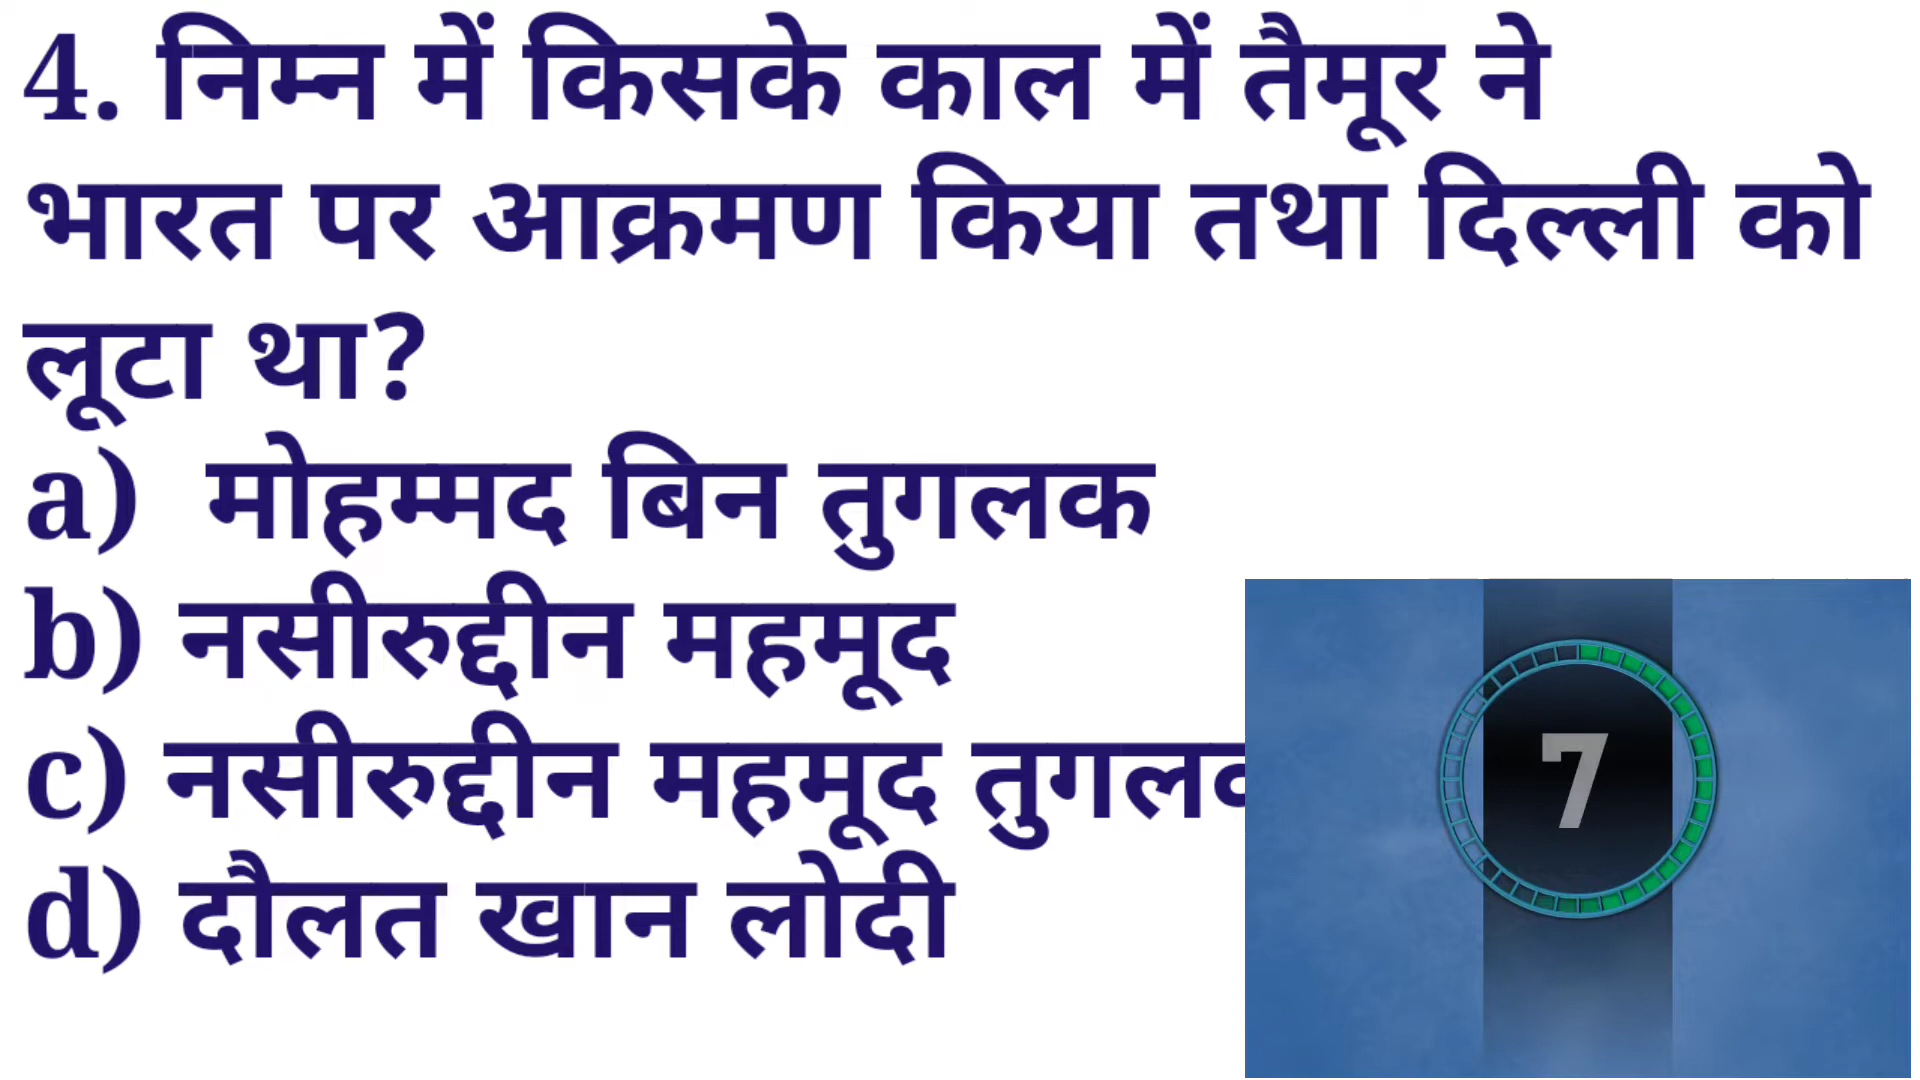 4. निम्न में किसके काल में तैमूर ने
भारत पर आक्रमण किया तथा दिल्ली को
लूटा था?
a) मोहम्मद बिन तुगलक
b) नसीरुद्दीन महमूद
c) नसीरुद्दीन महमूद
d) दौलत खान लोदी
7